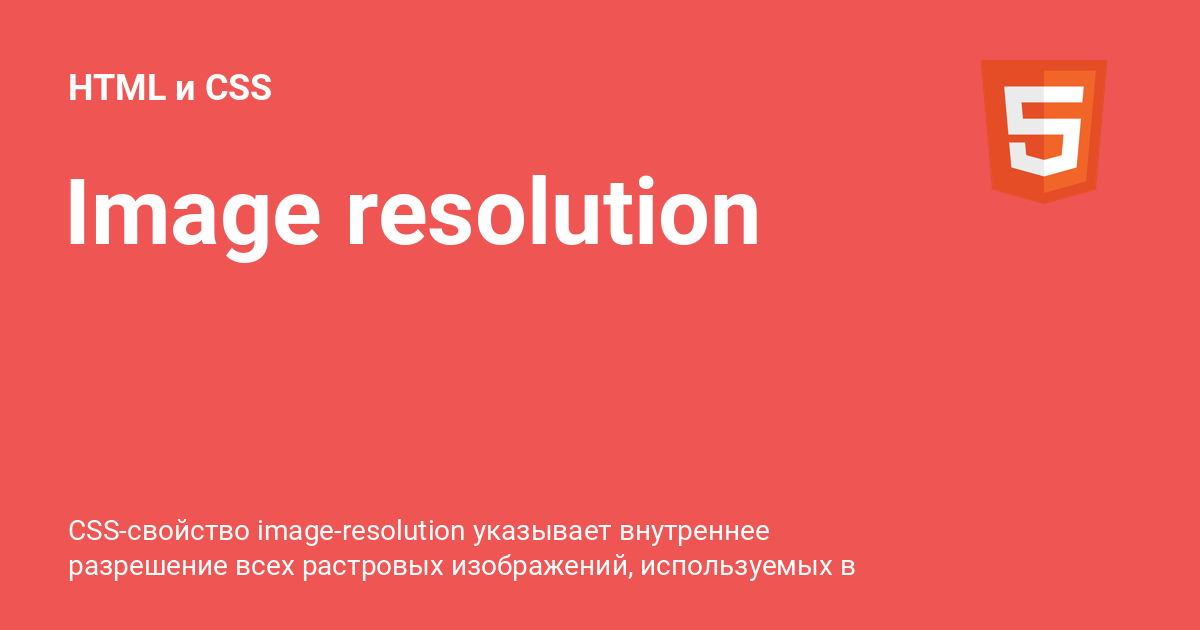 HTML и CSS
Image resolution
CSS-свойство image-resolution указывает внутреннее
разрешение всех растровых изображений, используемых в